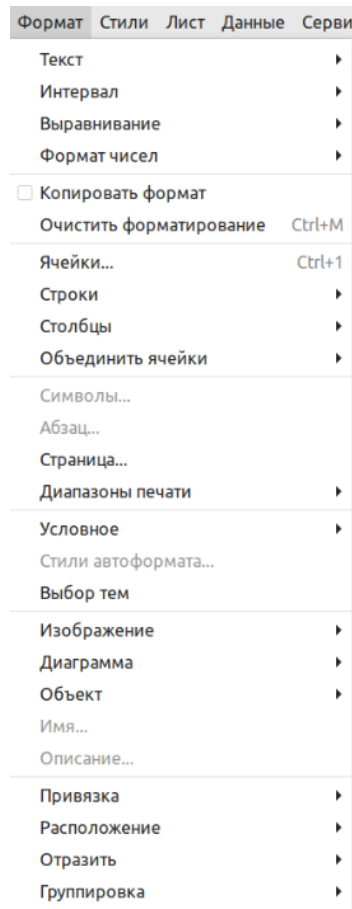 Формат Стили Лист Данные Серви
Текст
Интервал
Выравнивание
Формат чисел
Копировать формат
Очистить форматирование Ctrl+M
Ячейки... Ctrl+1
Строки
Столбцы
Объединить ячейки
Символы...
Абзац...
Страница...
Диапазоны печати
Условное
Стили автоформата...
Выбор тем
Изображение
Диаграмма
Объект
Имя...
Описание...
Привязка
Расположение
Отразить
Группировка